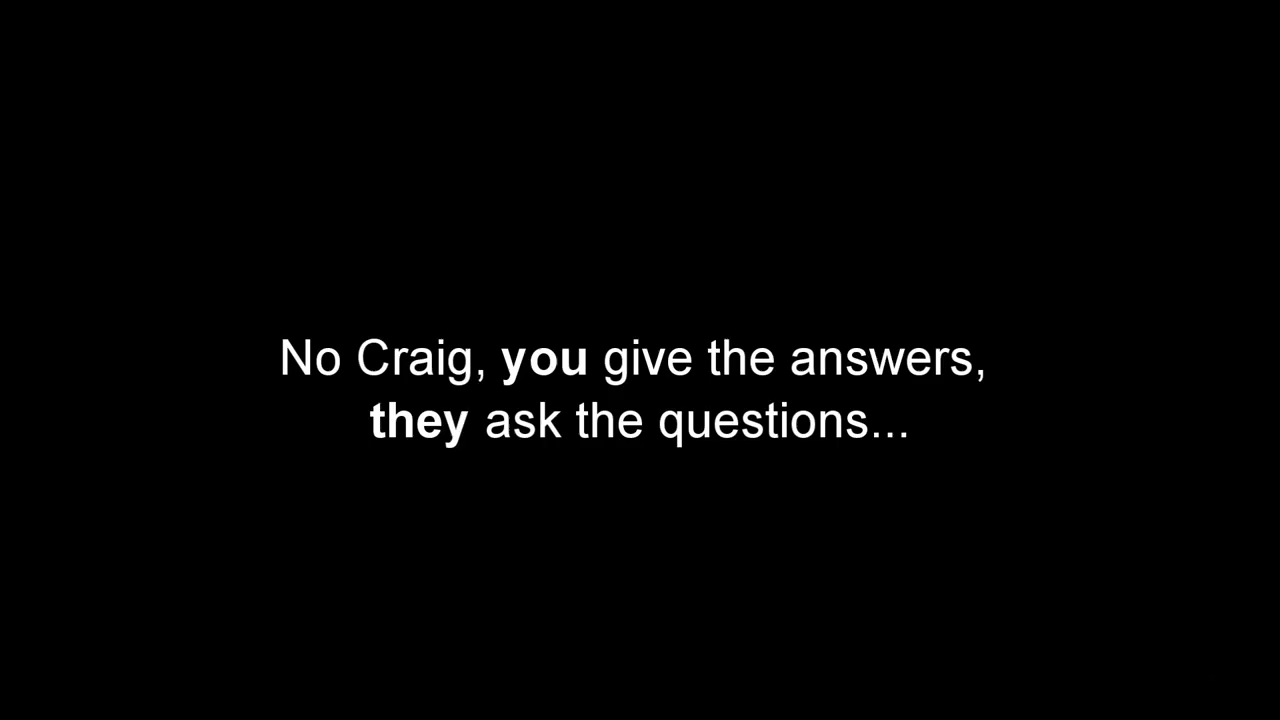 No Craig, you give the answers,
they ask the questions...